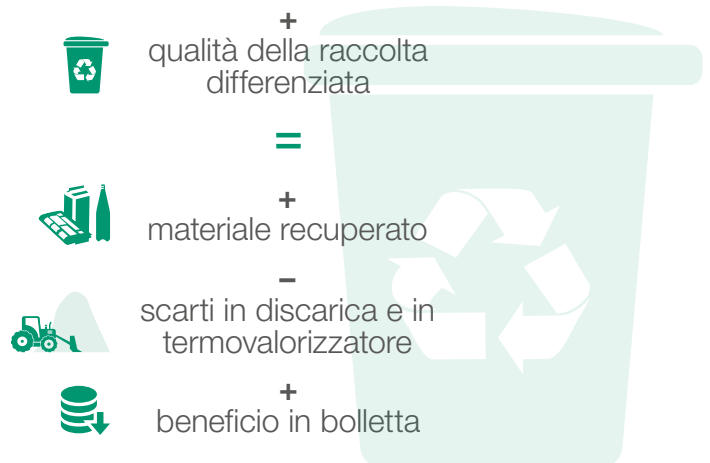 +
qualità della raccolta
differenziata
=
+
materiale recuperato
–
scarti in discarica e in
termovalorizzatore
+
beneficio in bolletta